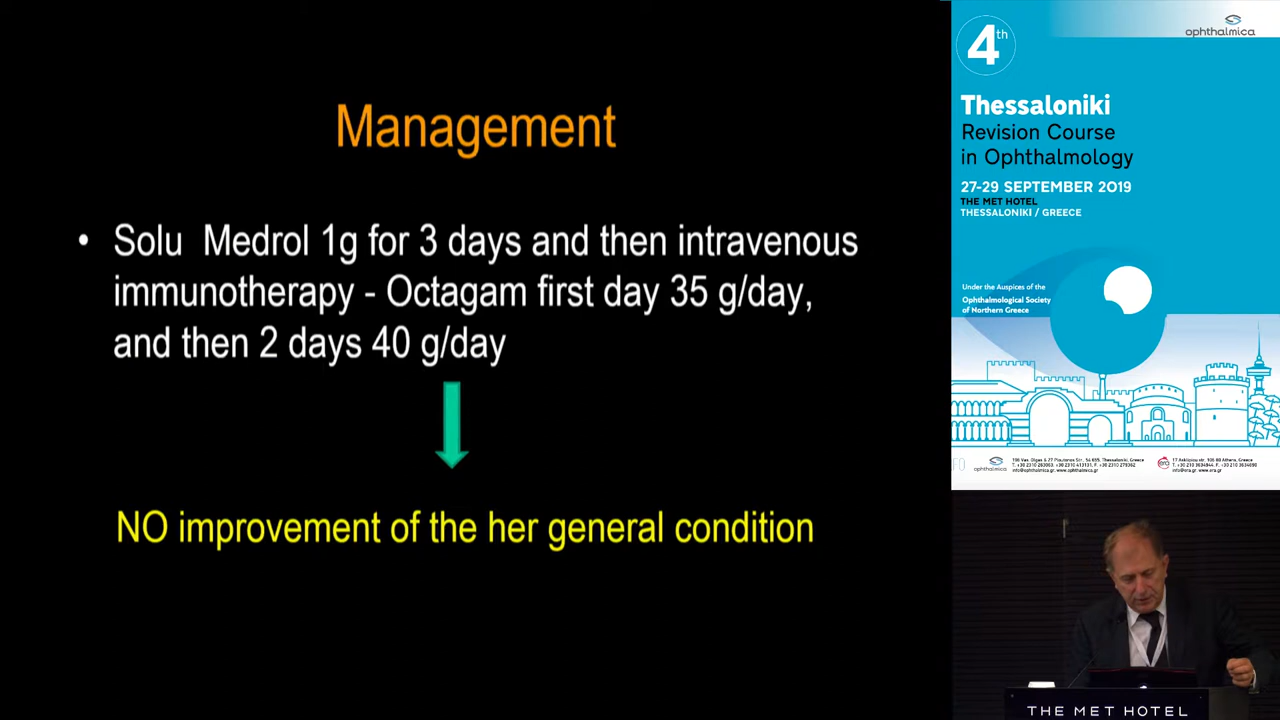 Management
• Solu Medrol 1g for 3 days and then intravenous
immunotherapy - Octagam first day 35 g/day,
and then 2 days 40 g/day
NO improvement of the her general condition
ophthalmica
4th
Thessaloniki
Revision Course
in Ophthalmology
27-29 SEPTEMBER 2019
THE MET HOTEL
THESSALONIKI / GREECE
Under the Auspices of the
Ophthalmological Society
of Northern Greece
ophthalmica
THE MET HOTEL